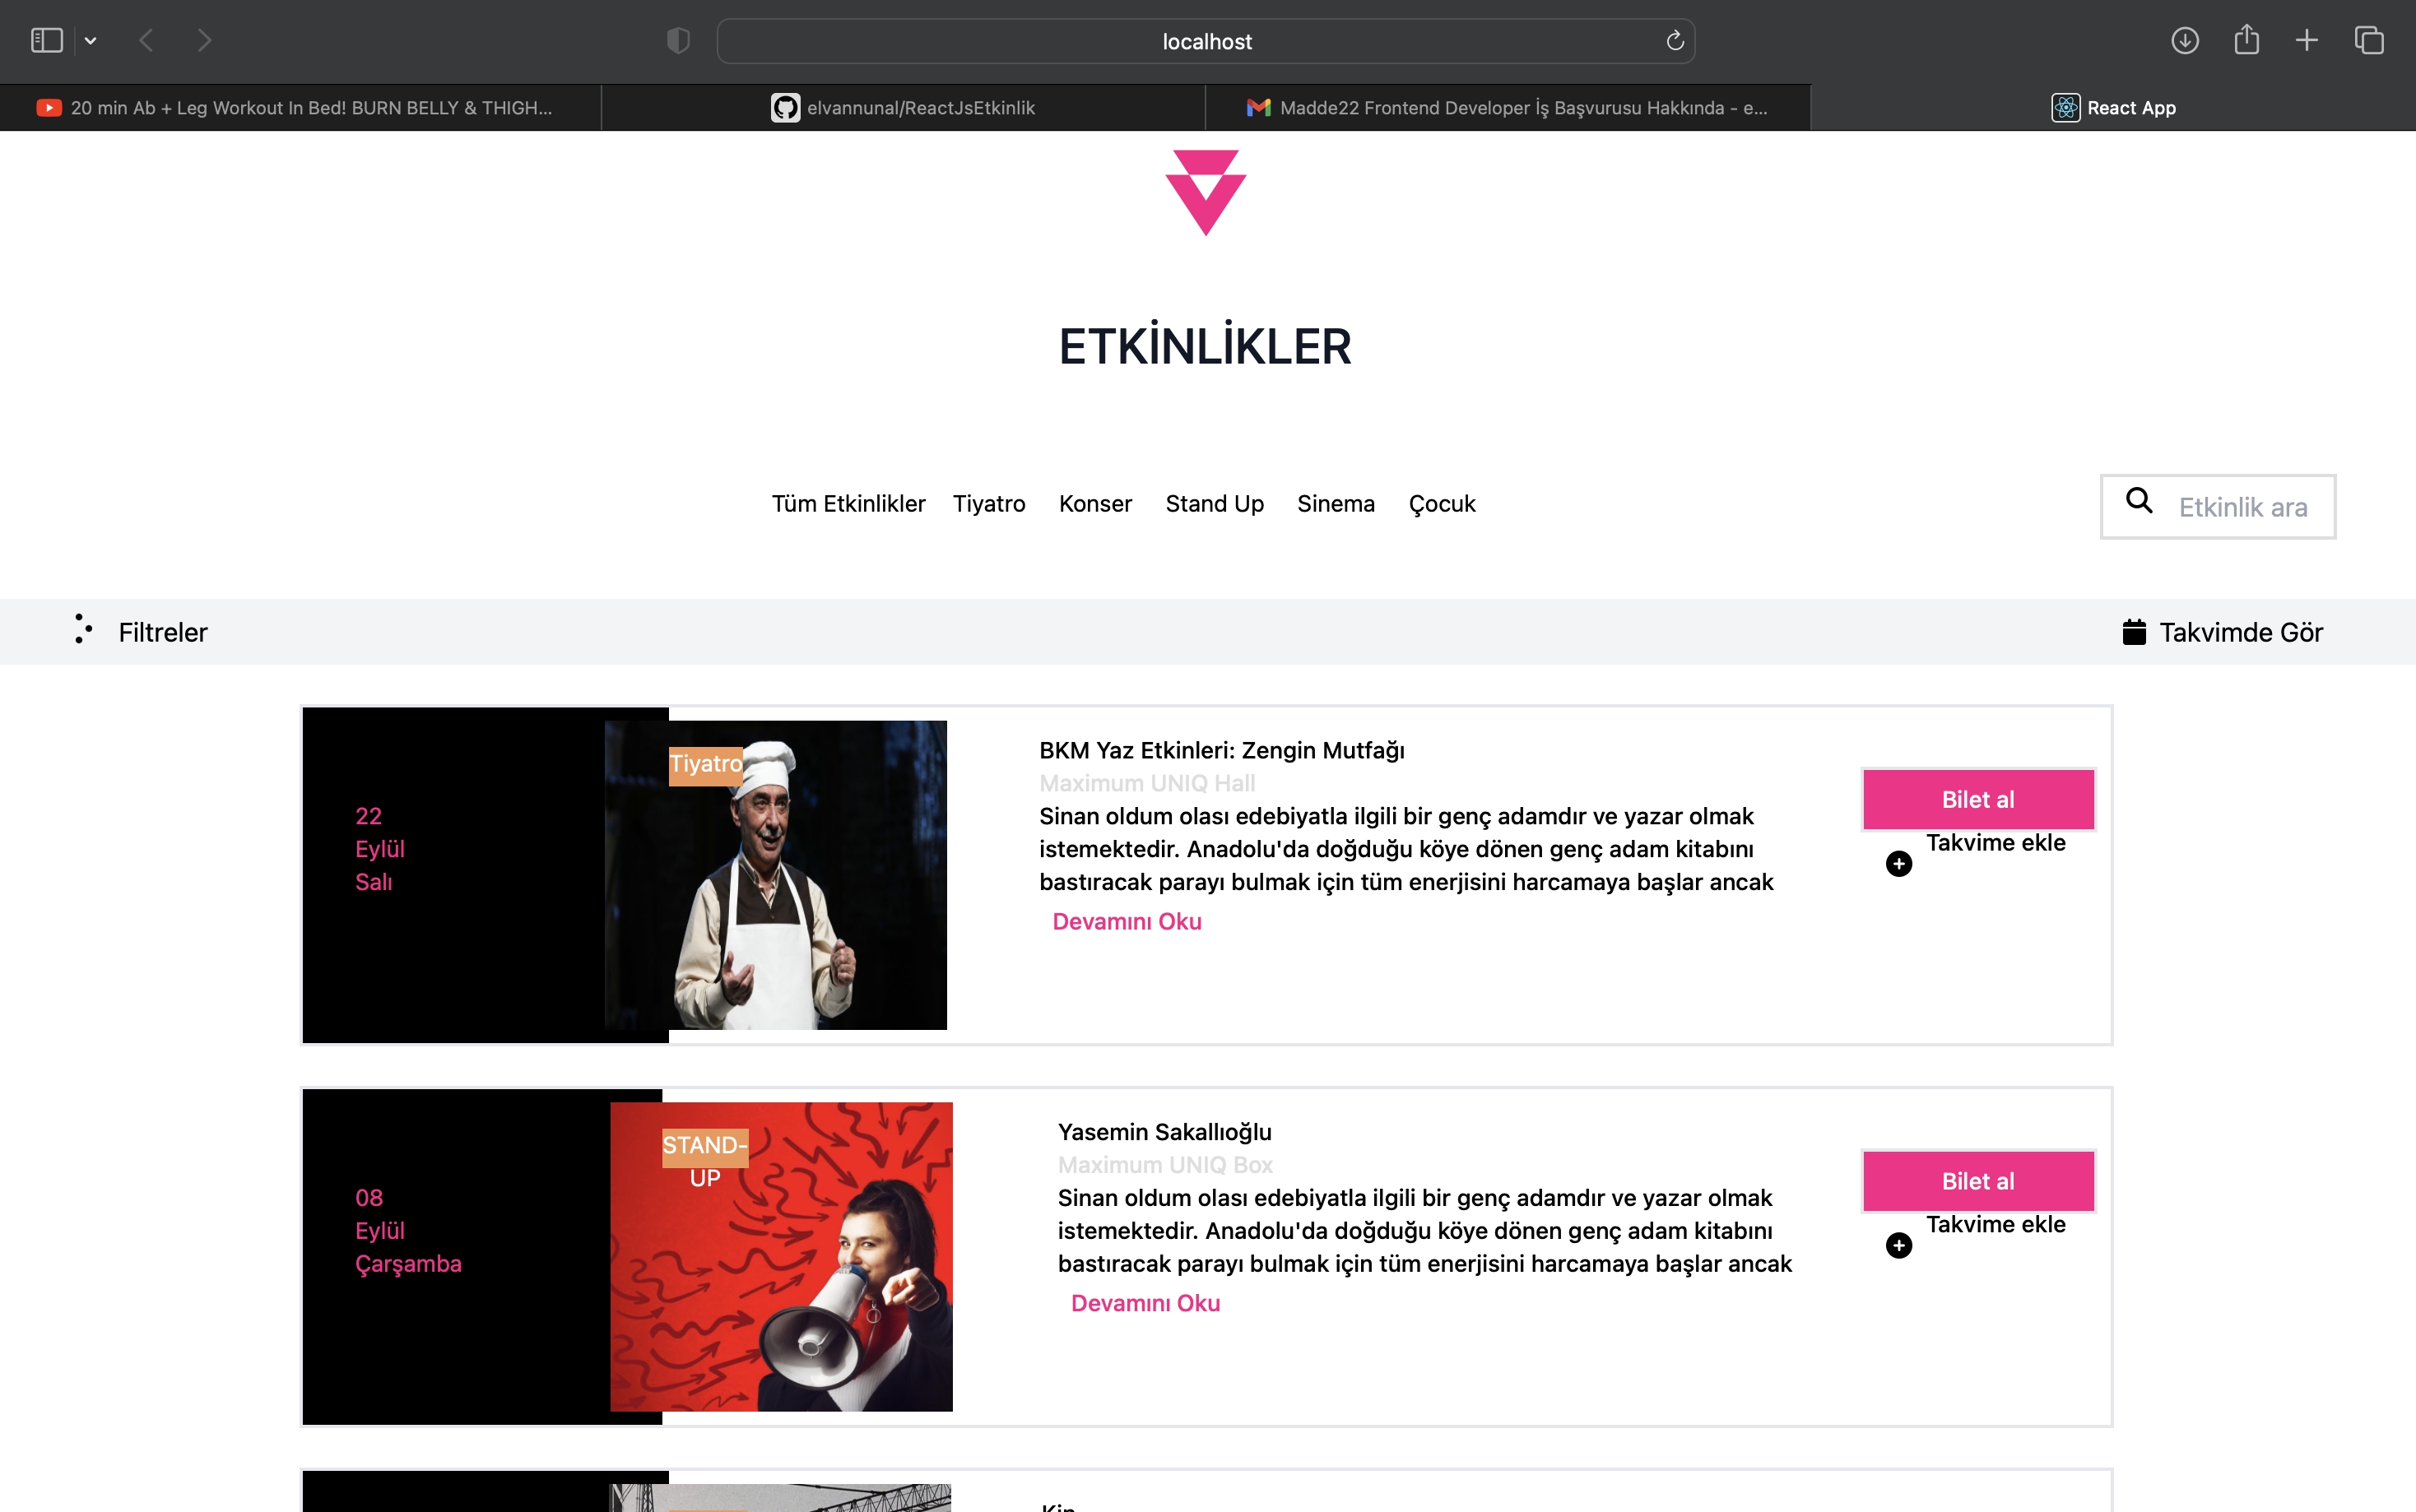 localhost
20 min Ab + Leg Workout In Bed! BURN BELLY & THIGH...
elvannunal/ReactJsEtkinlik
Madde22 Frontend Developer İş Başvurusu Hakkında - e...
React App
ETKİNLİKLER
Tüm Etkinlikler Tiyatro Konser Stand Up Sinema Çocuk
Etkinlik ara
Filtreler
Takvimde Gör
22
Eylül
Salı
Tiyatro
BKM Yaz Etkinleri: Zengin Mutfağı
Maximum UNIQ Hall
Sinan oldum olası edebiyatla ilgili bir genç adamdır ve yazar olmak
istemektedir. Anadolu'da doğduğu köye dönen genç adam kitabını
bastıracak parayı bulmak için tüm enerjisini harcamaya başlar ancak
Devamını Oku
Bilet al
Takvime ekle
08
Eylül
Çarşamba
STAND-
UP
Yasemin Sakallıoğlu
Maximum UNIQ Box
Sinan oldum olası edebiyatla ilgili bir genç adamdır ve yazar olmak
istemektedir. Anadolu'da doğduğu köye dönen genç adam kitabını
bastıracak parayı bulmak için tüm enerjisini harcamaya başlar ancak
Devamını Oku
Bilet al
Takvime ekle